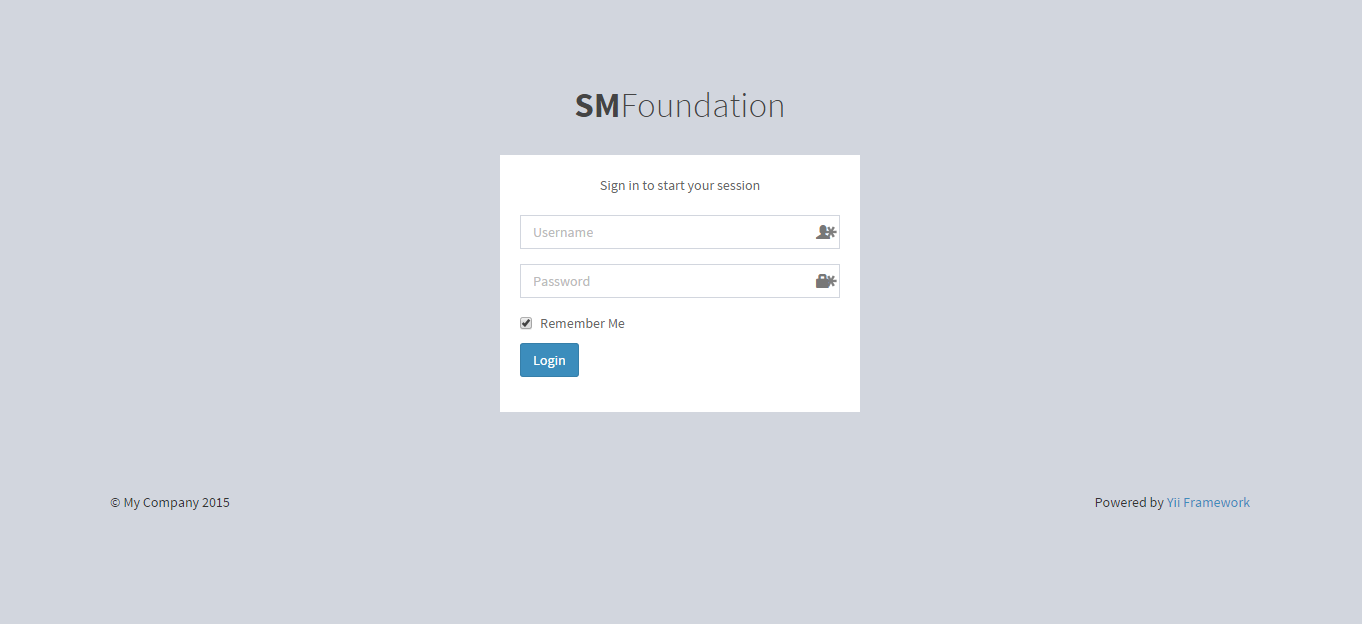 SMFoundation
Sign in to start your session
Username
Password
Remember Me
Login
© My Company 2015
Powered by Yii Framework